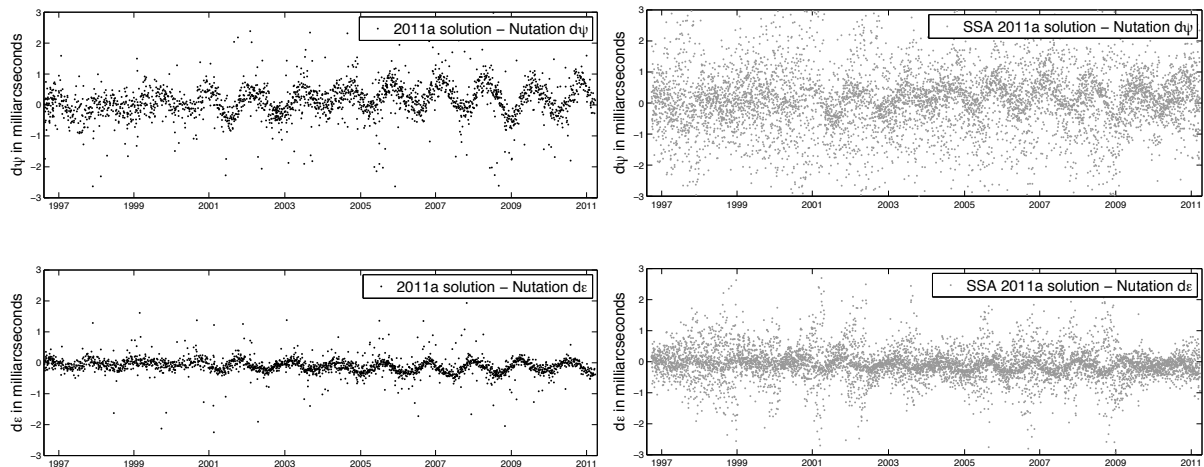 2011a solution – Nutation dψ
dψ in milliarcseconds
3
2
1
0
−1
−2
−3
1997 1999 2001 2003 2005 2007 2009 2011
SSA 2011a solution – Nutation dψ
dψ in milliarcseconds
3
2
1
0
−1
−2
−3
1997 1999 2001 2003 2005 2007 2009 2011
2011a solution – Nutation dε
dε in milliarcseconds
3
2
1
0
−1
−2
−3
1997 1999 2001 2003 2005 2007 2009 2011
SSA 2011a solution – Nutation dε
dε in milliarcseconds
3
2
1
0
−1
−2
−3
1997 1999 2001 2003 2005 2007 2009 2011